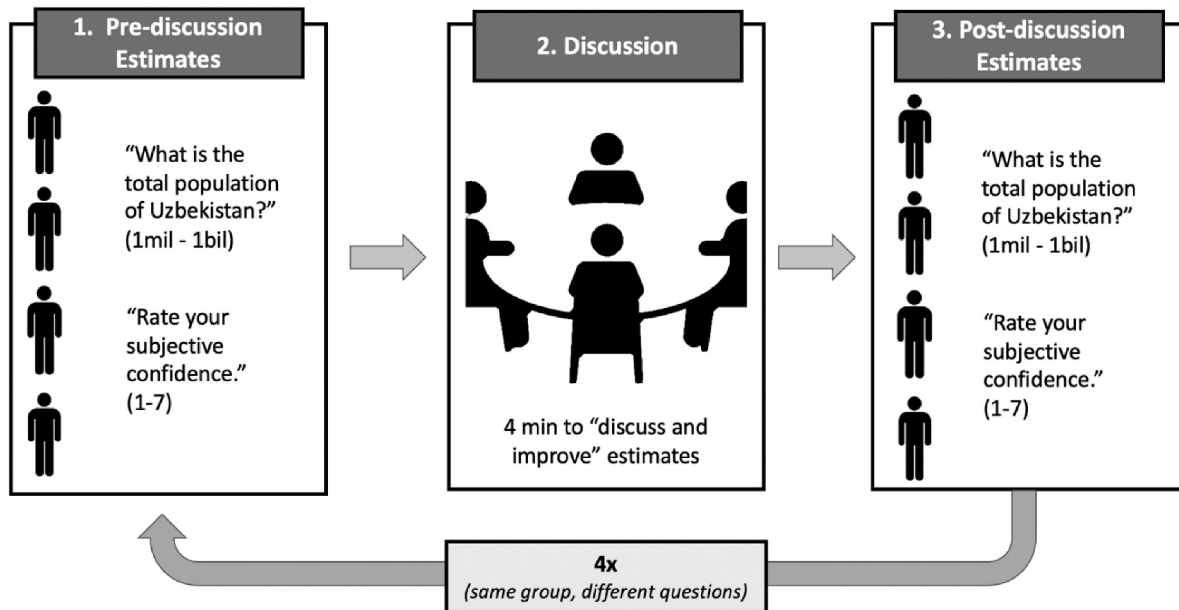 1. Pre-discussion
Estimates
“What is the
total population
of Uzbekistan?”
(1mil - 1bil)
“Rate your
subjective
confidence.”
(1-7)
2. Discussion
4 min to “discuss and
improve” estimates
3. Post-discussion
Estimates
“What is the
total population
of Uzbekistan?”
(1mil - 1bil)
“Rate your
subjective
confidence.”
(1-7)
4x
(same group, different questions)